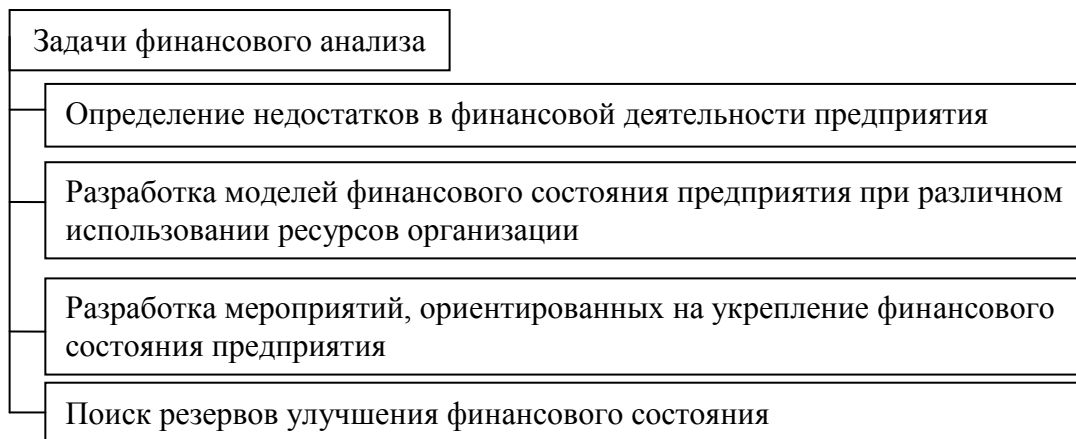 Задачи финансового анализа
Определение недостатков в финансовой деятельности предприятия
Разработка моделей финансового состояния предприятия при различном
использовании ресурсов организации
Разработка мероприятий, ориентированных на укрепление финансового
состояния предприятия
Поиск резервов улучшения финансового состояния